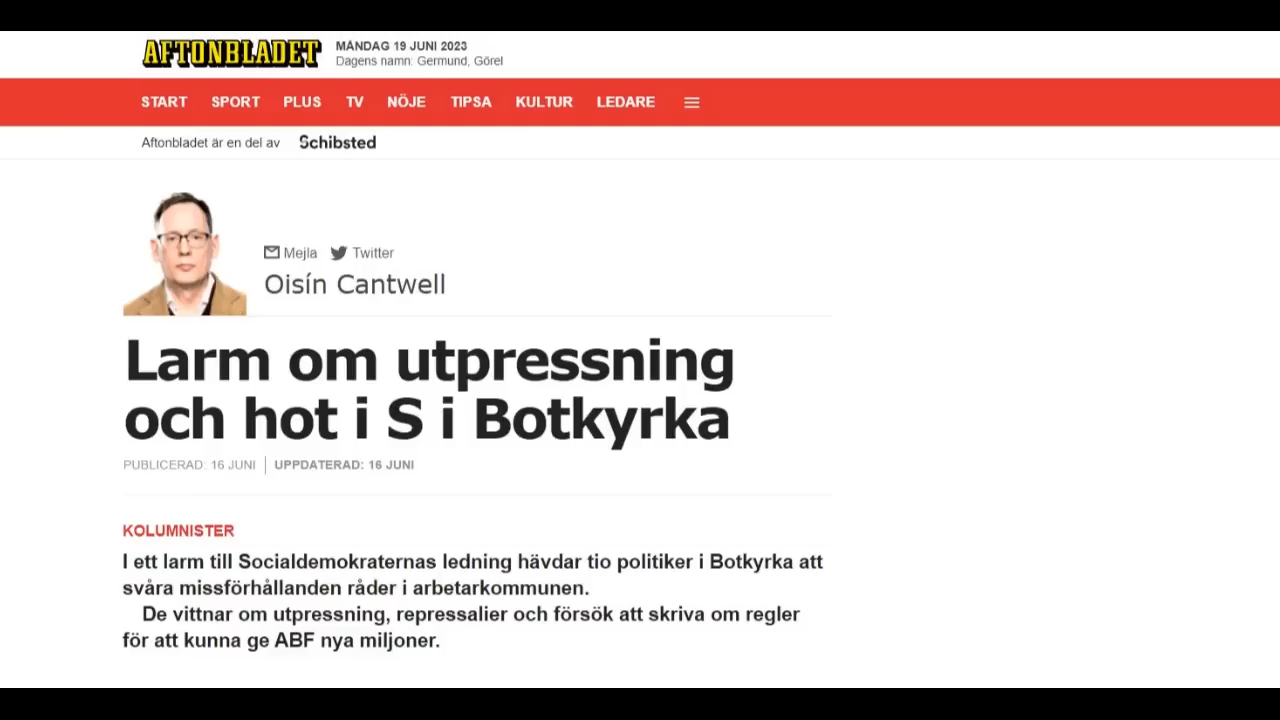 AFTONBLADET
MÅNDAG 19 JUNI 2023
Dagens namn: Germund, Görel
START SPORT PLUS TV NÖJE TIPSA KULTUR LEDARE
Aftonbladet är en del av Schibsted
Mejla Twitter
Oisín Cantwell
Larm om utpressning
och hot i S i Botkyrka
PUBLICERAD: 16 JUNI UPPDATERAD: 16 JUNI
KOLUMNISTER
I ett larm till Socialdemokraternas ledning hävdar tio politiker i Botkyrka att
svåra missförhållanden råder i arbetarkommunen.
De vittnar om utpressning, repressalier och försök att skriva om regler
för att kunna ge ABF nya miljoner.